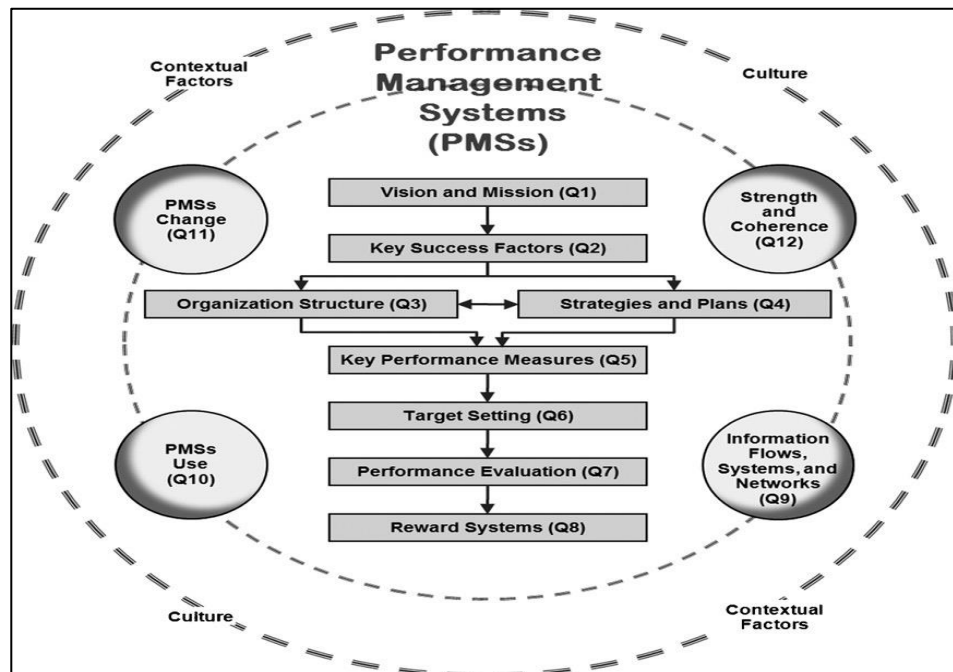 Performance
Management
Systems
(PMSs)
Contextual
Factors
Culture
PMSs
Change
(Q11)
Strength
and
Coherence
(Q12)
Vision and Mission (Q1)
Key Success Factors (Q2)
Organization Structure (Q3)
Strategies and Plans (Q4)
Key Performance Measures (Q5)
Target Setting (Q6)
Performance Evaluation (Q7)
Reward Systems (Q8)
PMSs
Use
(Q10)
Information
Flows,
Systems, and
Networks
(Q9)
Culture
Contextual
Factors